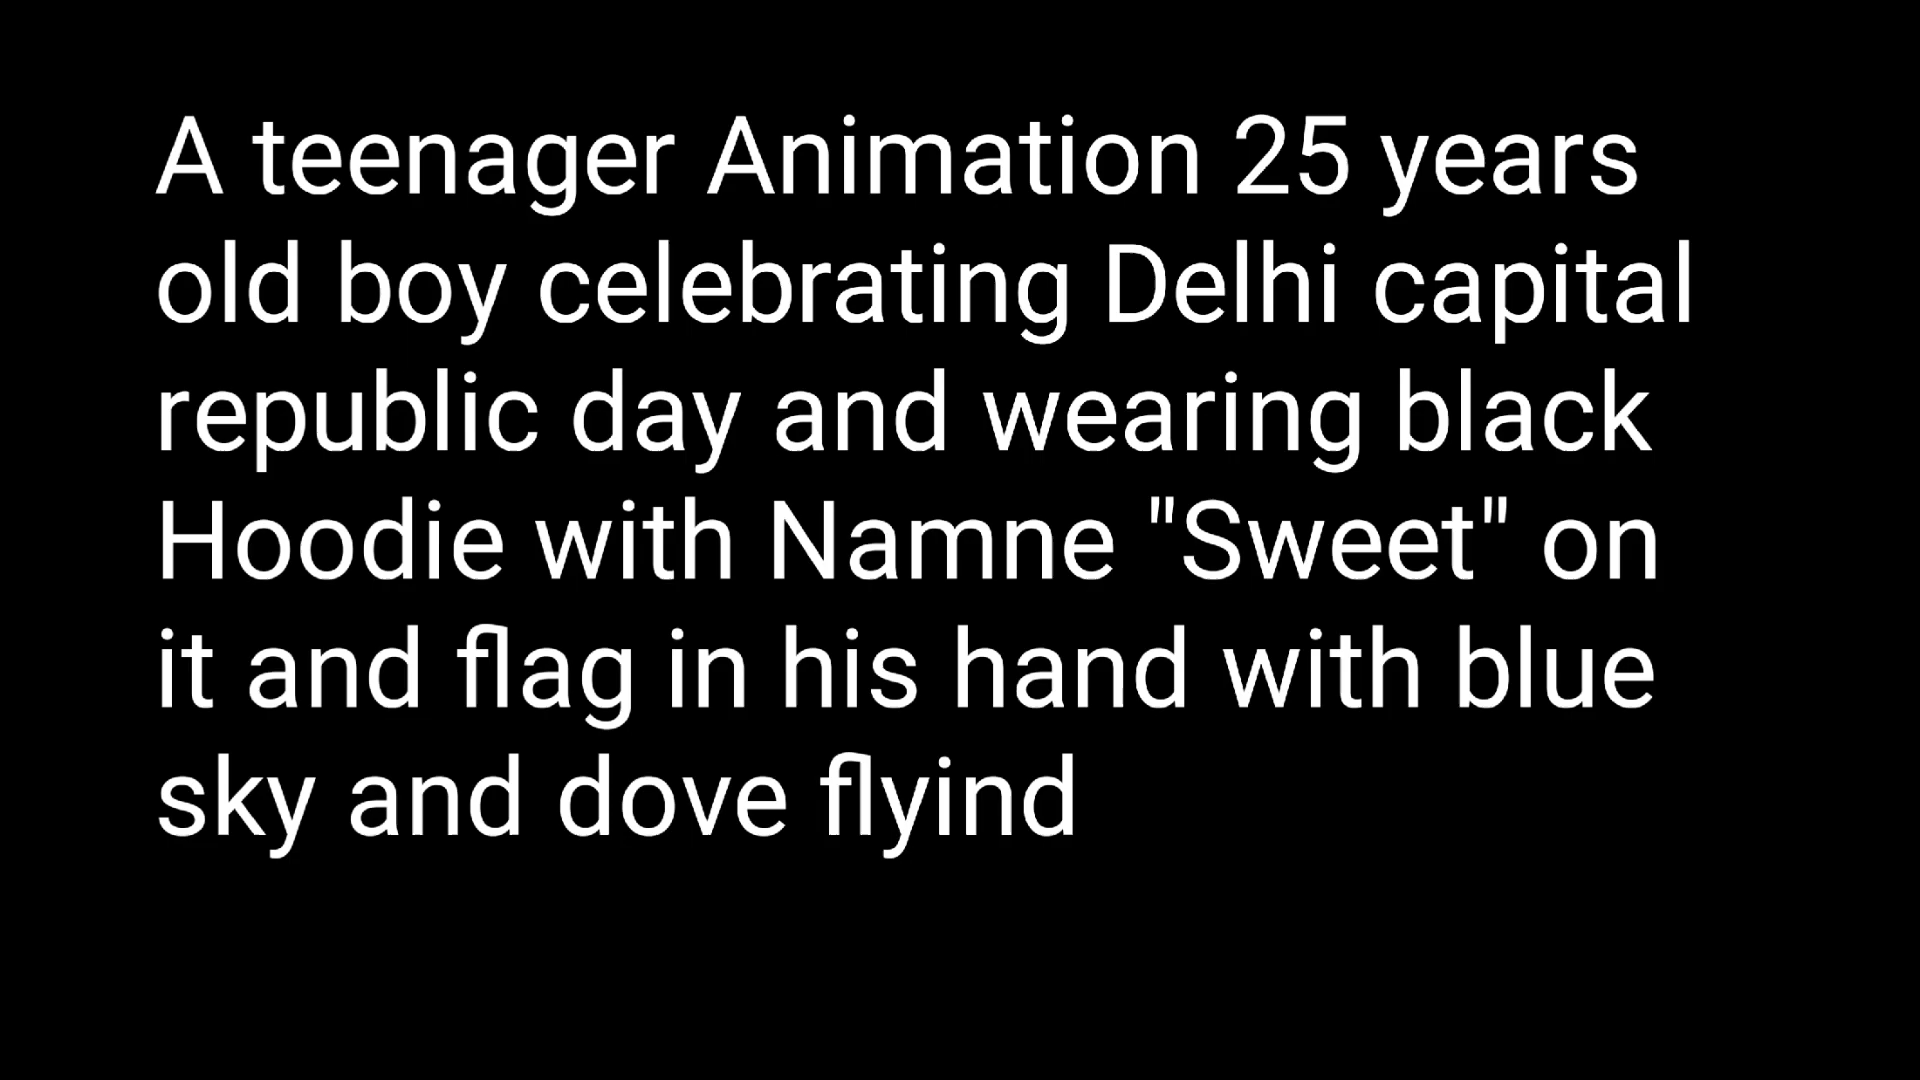 A teenager Animation 25 years
old boy celebrating Delhi capital
republic day and wearing black
Hoodie with Namne "Sweet" on
it and flag in his hand with blue
sky and dove flyind